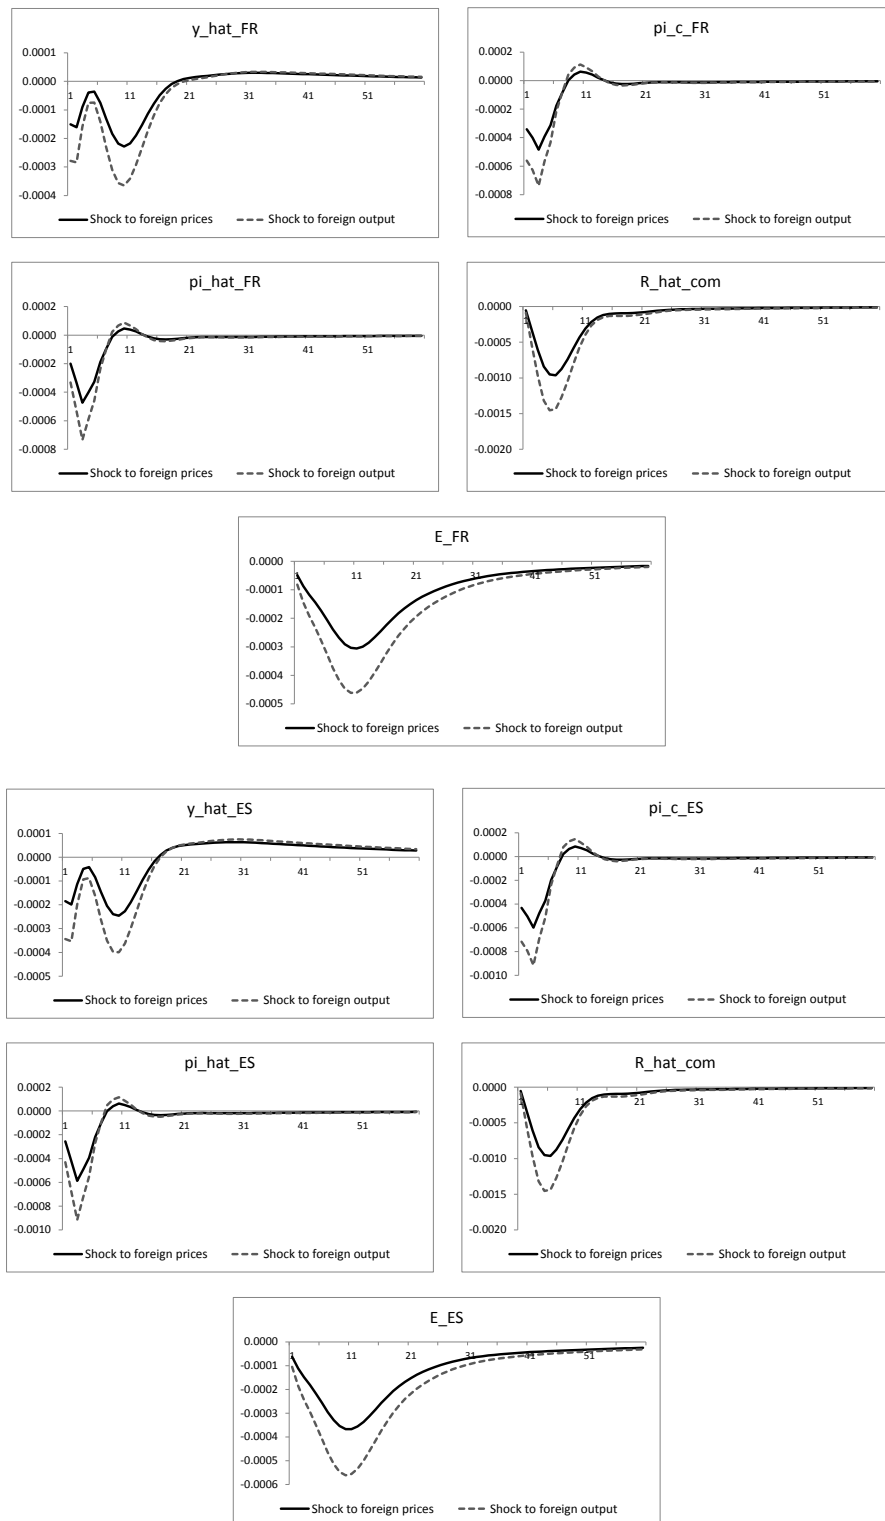 y_hat_FR
0.0001
0.0000
-0.0001
-0.0002
-0.0003
-0.0004
1 11 21 31 41 51
Shock to foreign prices Shock to foreign output
pi_c_FR
0.0002
0.0000
-0.0002
-0.0004
-0.0006
-0.0008
1 11 21 31 41 51
Shock to foreign prices Shock to foreign output
pi_hat_FR
0.0002
0.0000
-0.0002
-0.0004
-0.0006
-0.0008
1 11 21 31 41 51
Shock to foreign prices Shock to foreign output
R_hat_com
0.0000
-0.0005
-0.0010
-0.0015
-0.0020
1 11 21 31 41 51
Shock to foreign prices Shock to foreign output
E_FR
0.0000
-0.0001
-0.0002
-0.0003
-0.0004
-0.0005
1 11 21 31 41 51
Shock to foreign prices Shock to foreign output
y_hat_ES
0.0001
0.0000
-0.0001
-0.0002
-0.0003
-0.0004
-0.0005
1 11 21 31 41 51
Shock to foreign prices Shock to foreign output
pi_c_ES
0.0002
0.0000
-0.0002
-0.0004
-0.0006
-0.0008
-0.0010
1 11 21 31 41 51
Shock to foreign prices Shock to foreign output
pi_hat_ES
0.0002
0.0000
-0.0002
-0.0004
-0.0006
-0.0008
-0.0010
1 11 21 31 41 51
Shock to foreign prices Shock to foreign output
R_hat_com
0.0000
-0.0005
-0.0010
-0.0015
-0.0020
1 11 21 31 41 51
Shock to foreign prices Shock to foreign output
E_ES
0.0000
-0.0001
-0.0002
-0.0003
-0.0004
-0.0005
-0.0006
1 11 21 31 41 51
Shock to foreign prices Shock to foreign output